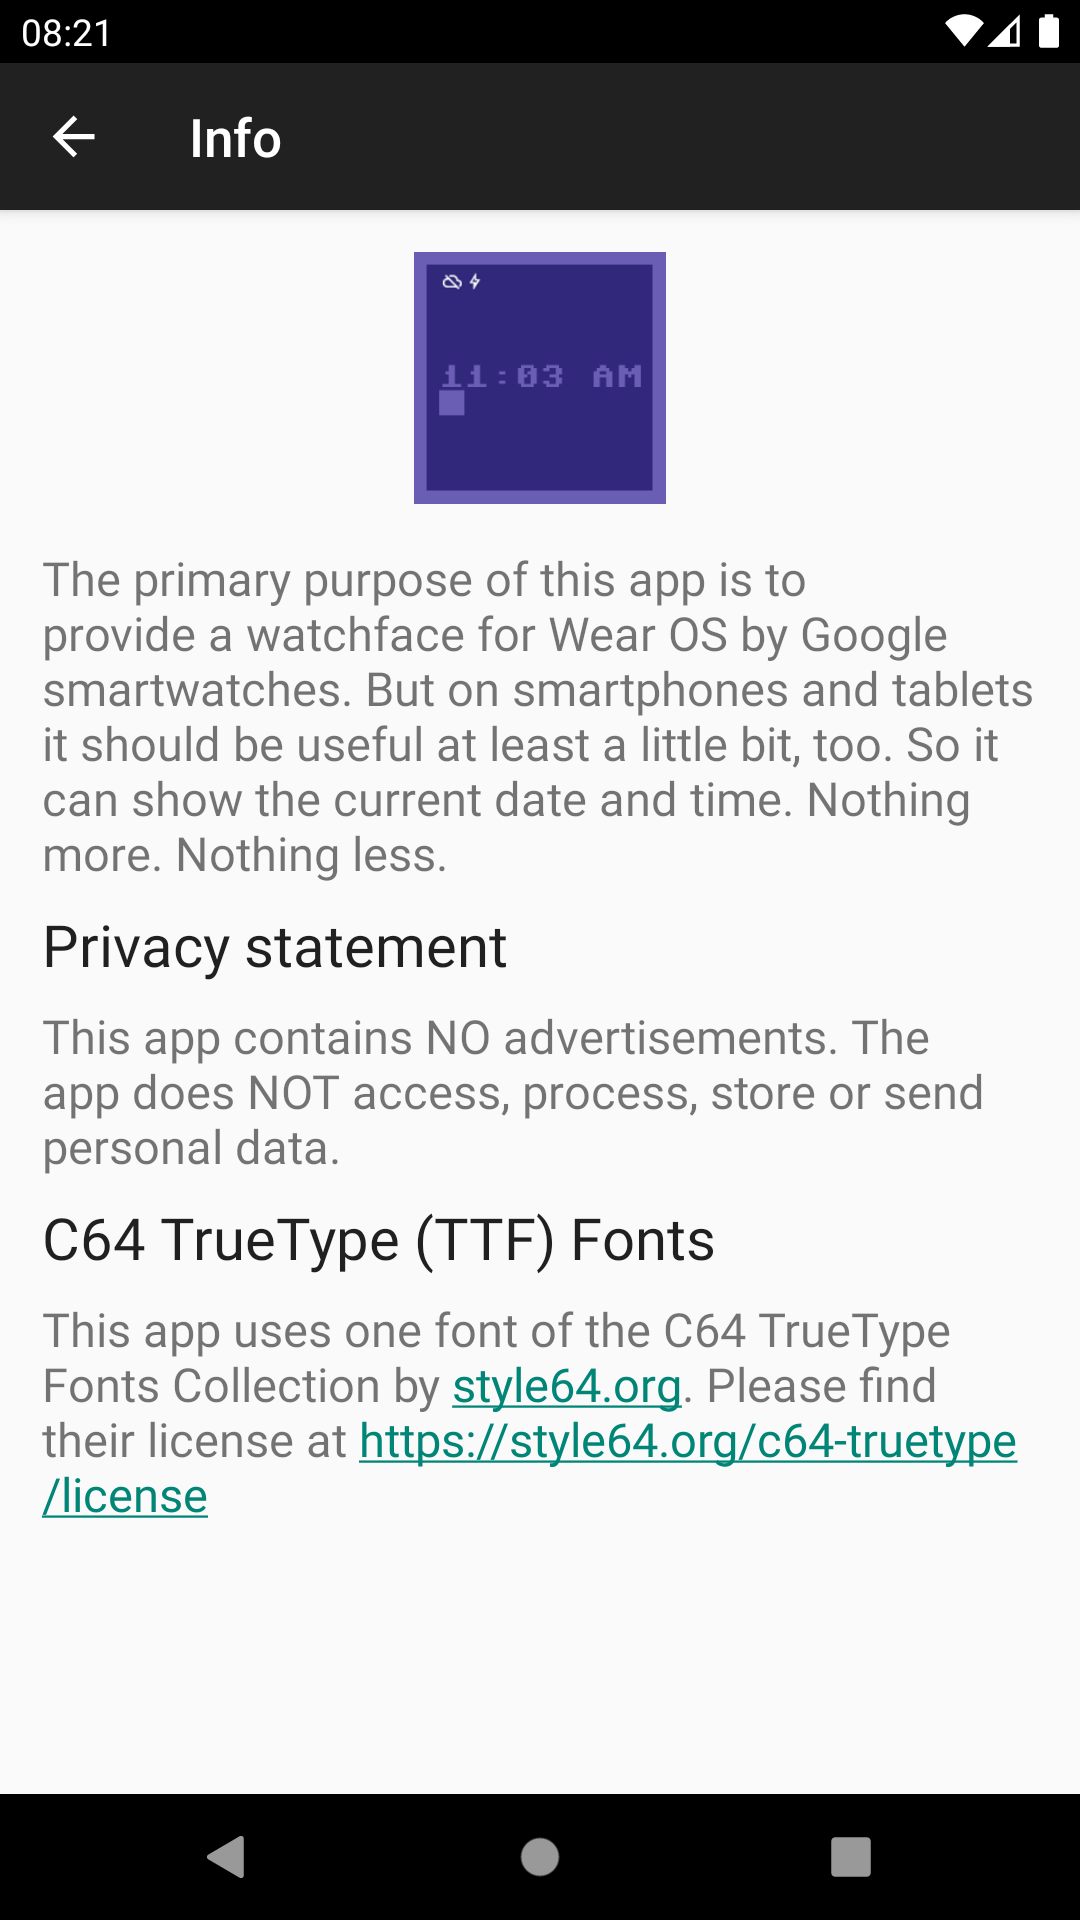 08:21
Info
11:03 AM
The primary purpose of this app is to
provide a watchface for Wear OS by Google
smartwatches. But on smartphones and tablets
it should be useful at least a little bit, too. So it
can show the current date and time. Nothing
more. Nothing less.
Privacy statement
This app contains NO advertisements. The
app does NOT access, process, store or send
personal data.
C64 TrueType (TTF) Fonts
This app uses one font of the C64 TrueType
Fonts Collection by style64.org. Please find
their license at https://style64.org/c64-truetype
/license